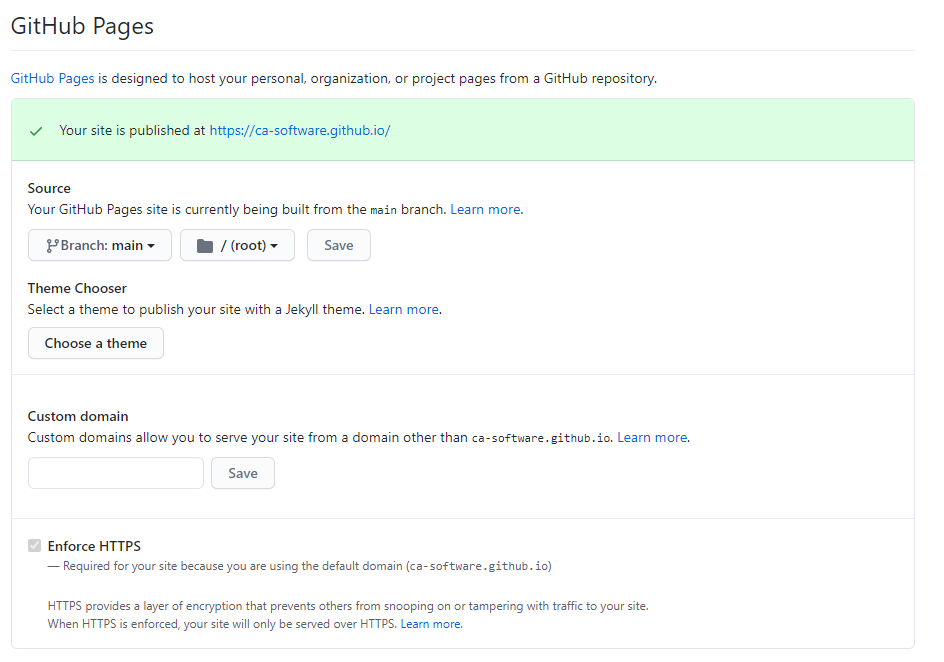 GitHub Pages
GitHub Pages is designed to host your personal, organization, or project pages from a GitHub repository.
Your site is published at https://ca-software.github.io/
Source
Your GitHub Pages site is currently being built from the main branch. Learn more.
Branch: main / (root) Save
Theme Chooser
Select a theme to publish your site with a Jekyll theme. Learn more.
Choose a theme
Custom domain
Custom domains allow you to serve your site from a domain other than ca-software.github.io. Learn more.
Save
Enforce HTTPS
— Required for your site because you are using the default domain (ca-software.github.io)
HTTPS provides a layer of encryption that prevents others from snooping on or tampering with traffic to your site.
When HTTPS is enforced, your site will only be served over HTTPS. Learn more.